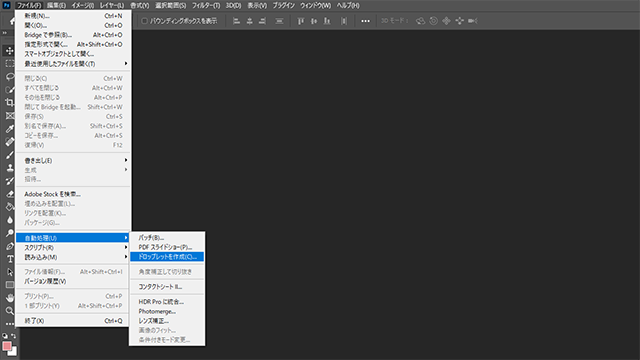 Ps ファイル(F) 編集(E) イメージ(I) レイヤー(L) 書式(Y) 選択範囲(S) フィルター(T) 3D(D) 表示(V) プラグイン ウィンドウ(W) ヘルプ(H)
バウンディングボックスを表示 3D モード :
新規(N)... Ctrl+N
開く(O)... Ctrl+O
Bridge で参照(B)... Alt+Ctrl+O
指定形式で開く... Alt+Shift+Ctrl+O
スマートオブジェクトとして開く...
最近使用したファイルを開く(T)
閉じる(C) Ctrl+W
すべてを閉じる Alt+Ctrl+W
その他を閉じる Alt+Ctrl+P
閉じて Bridge を起動... Shift+Ctrl+W
保存(S) Ctrl+S
別名で保存(A)... Shift+Ctrl+S
コピーを保存... Alt+Ctrl+S
復帰(V) F12
書き出し(E)
生成
招待...
Adobe Stock を検索...
埋め込みを配置(L)...
リンクを配置(K)...
パッケージ(G)...
自動処理(U)
スクリプト(R)
読み込み(M)
ファイル情報(F)... Alt+Shift+Ctrl+I
バージョン履歴(V)
プリント(P)... Ctrl+P
1 部プリント(Y) Alt+Shift+Ctrl+P
終了(X) Ctrl+Q
バッチ(B)...
PDF スライドショー(P)...
ドロップレットを作成(C)...
角度補正して切り抜き
コンタクトシート II...
HDR Pro に統合...
Photomerge...
レンズ補正...
画像のフィット...
条件付きモード変更...